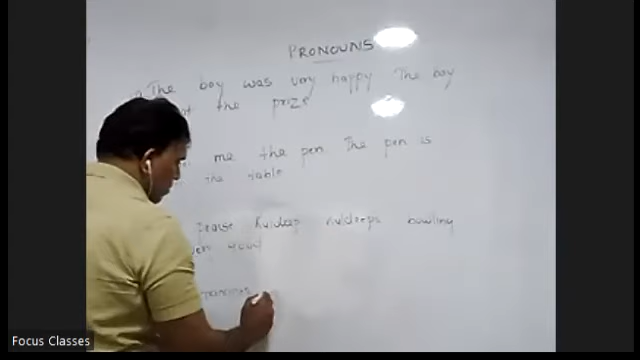 PRONOUNS
The boy was very happy The boy
the prize
me the pen The pen is
the table
Praise Kuldeep Kuldeeps bowling
Focus Classes